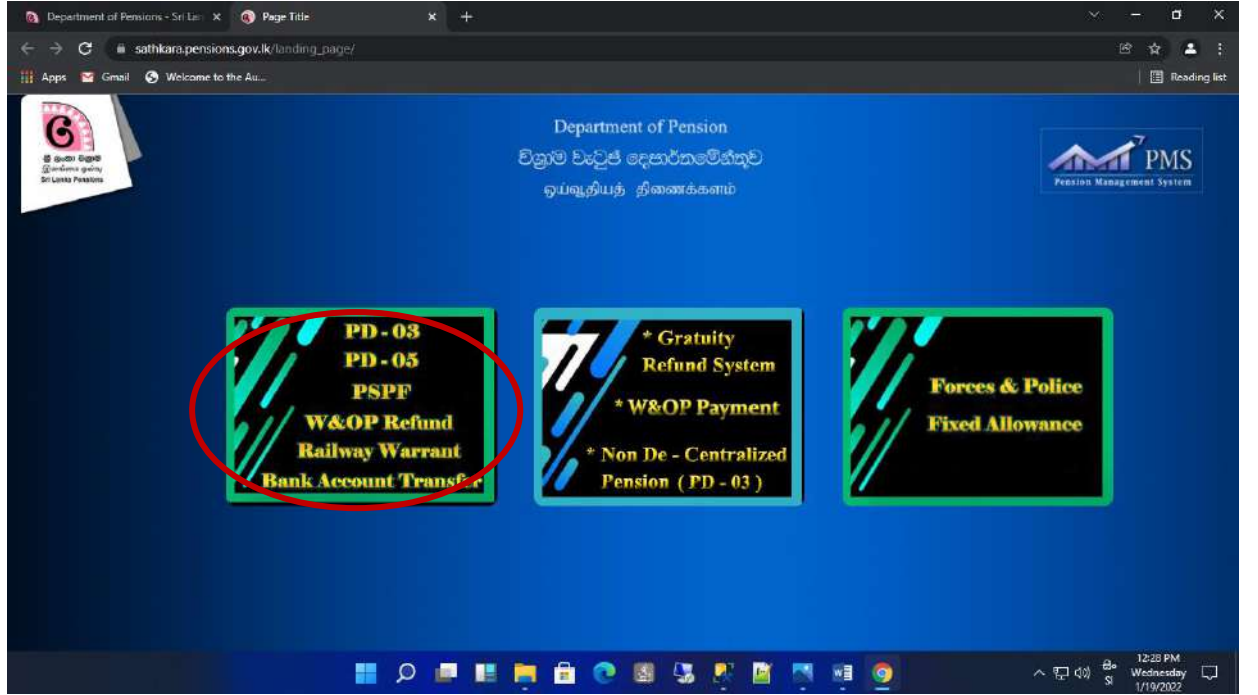 Department of Pensions - Sri Lan
Page Title
sathkara.pensions.gov.lk/landing_page/
Apps
Gmail
Welcome to the Au...
Reading list
ශ්‍රී ලංකා විශ්‍රාම
இலங்கை ஓய்வு
Sri Lanka Pensions
Department of Pension
විශ්‍රාම වැටුප් දෙපාර්තමේන්තුව
ஓய்வூதியத் திணைக்களம்
PMS
Pension Management System
PD - 03
PD - 05
PSPF
W&OP Refund
Railway Warrant
Bank Account Transfer
* Gratuity
Refund System
* W&OP Payment
* Non De - Centralized
Pension ( PD - 03 )
Forces & Police
Fixed Allowance
සිං
SI
12:28 PM
Wednesday
1/19/2022